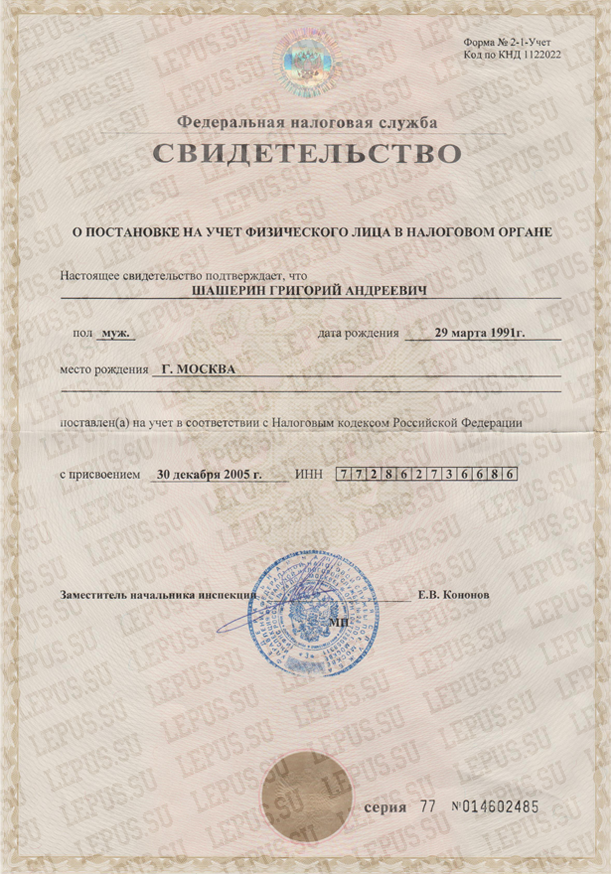 Форма № 2-1-Учет
Код по КНД 1122022
Федеральная налоговая служба
СВИДЕТЕЛЬСТВО
О ПОСТАНОВКЕ НА УЧЕТ ФИЗИЧЕСКОГО ЛИЦА В НАЛОГОВОМ ОРГАНЕ
Настоящее свидетельство подтверждает, что
ШАШЕРИН ГРИГОРИЙ АНДРЕЕВИЧ
пол муж. дата рождения 29 марта 1991г.
место рождения Г. МОСКВА
поставлен(а) на учет в соответствии с Налоговым кодексом Российской Федерации
с присвоением 30 декабря 2005 г. ИНН 772862736686
Заместитель начальника инспекции Е.В. Кононов
МП
серия 77 №014602485
LEPUS.SU